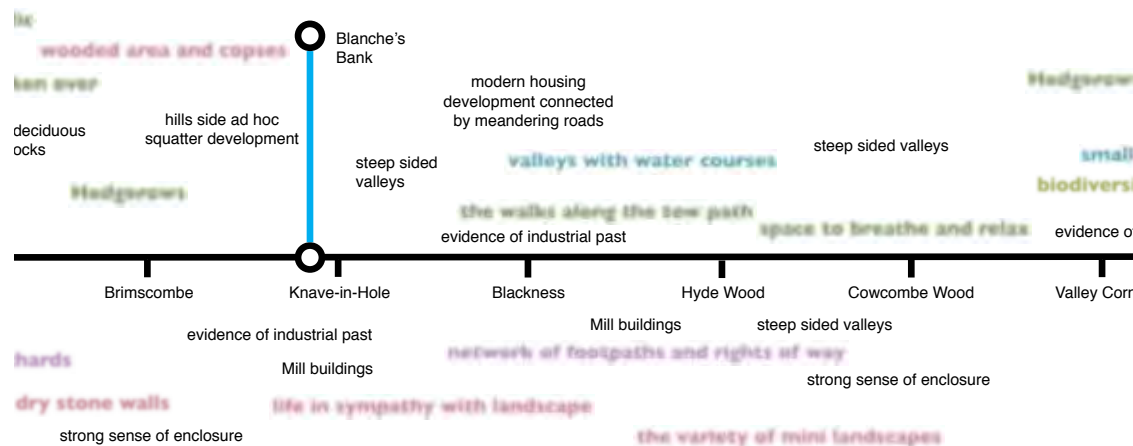 wooded area and copses
Blanche's
Bank
modern housing
development connected
by meandering roads
deciduous
hills side ad hoc
squatter development
steep sided valleys
steep sided
valleys
valleys with water courses
small
Hedgerows
the walks along the tow path
space to breathe and relax
evidence of industrial past
evidence of
Brimscombe
Knave-in-Hole
Blackness
Hyde Wood
Cowcombe Wood
Valley Corn
evidence of industrial past
Mill buildings
steep sided valleys
network of footpaths and rights of way
Mill buildings
strong sense of enclosure
dry stone walls
life in sympathy with landscape
strong sense of enclosure
the variety of mini landscapes